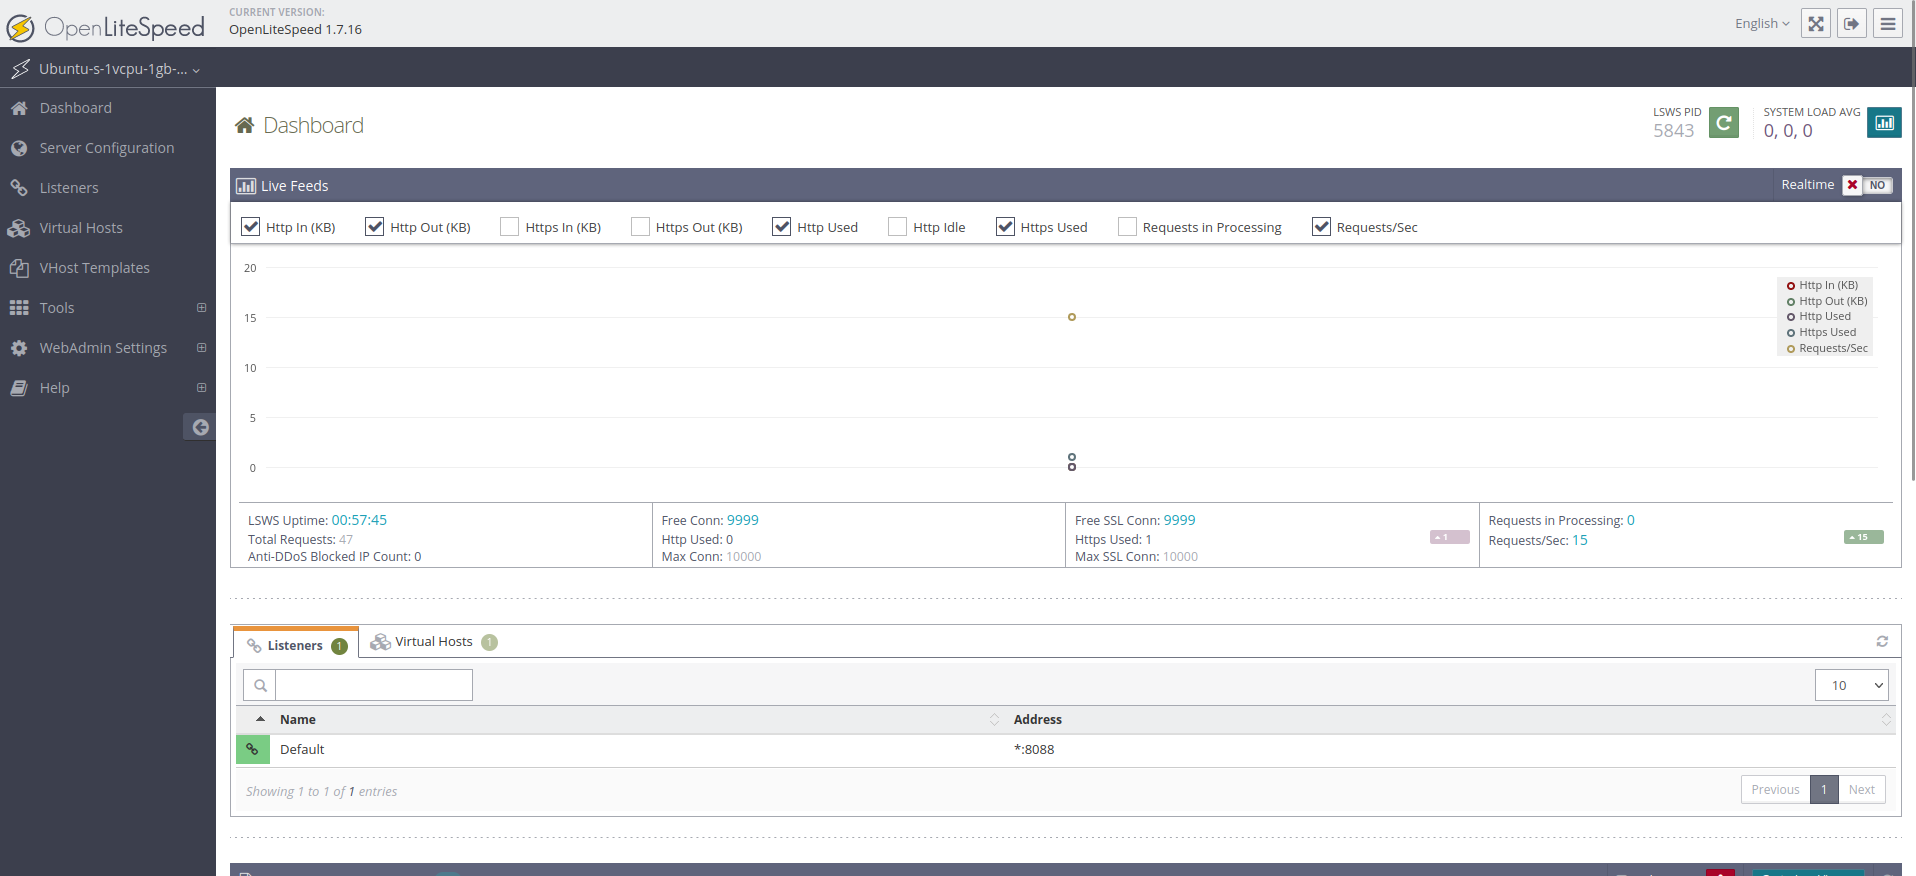 OpenLiteSpeed
CURRENT VERSION:
OpenLiteSpeed 1.7.16
English
Ubuntu-s-1vcpu-1gb-...
Dashboard
Server Configuration
Listeners
Virtual Hosts
VHost Templates
Tools
WebAdmin Settings
Help
Dashboard
LSWS PID
5843
SYSTEM LOAD AVG
0, 0, 0
Live Feeds
Realtime NO
Http In (KB) Http Out (KB) Https In (KB) Https Out (KB) Http Used Http Idle Https Used Requests in Processing Requests/Sec
20
15
10
5
0
Http In (KB)
Http Out (KB)
Http Used
Https Used
Requests/Sec
LSWS Uptime: 00:57:45
Total Requests: 47
Anti-DDoS Blocked IP Count: 0
Free Conn: 9999
Http Used: 0
Max Conn: 10000
Free SSL Conn: 9999
Https Used: 1
Max SSL Conn: 10000
1
Requests in Processing: 0
Requests/Sec: 15
15
Listeners 1
Virtual Hosts 1
10
Name Address
Default *:8088
Showing 1 to 1 of 1 entries
Previous 1 Next